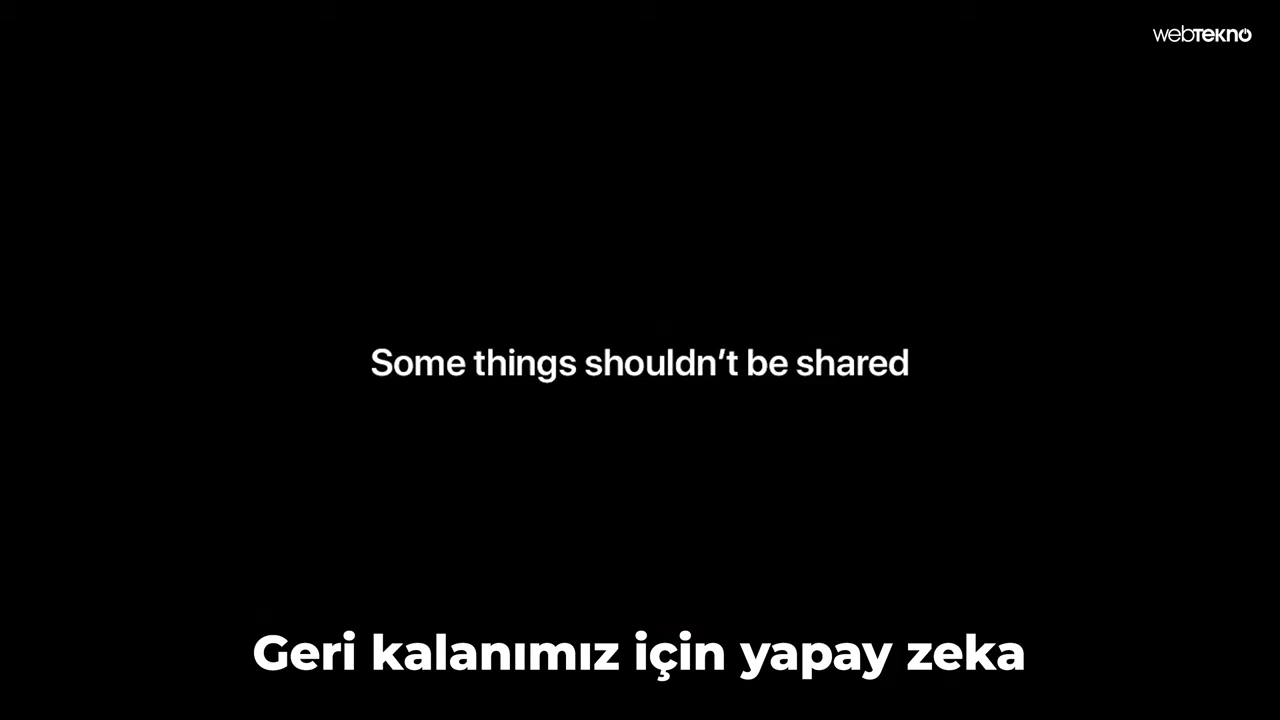 webtekno
Some things shouldn’t be shared
Geri kalanımız için yapay zeka